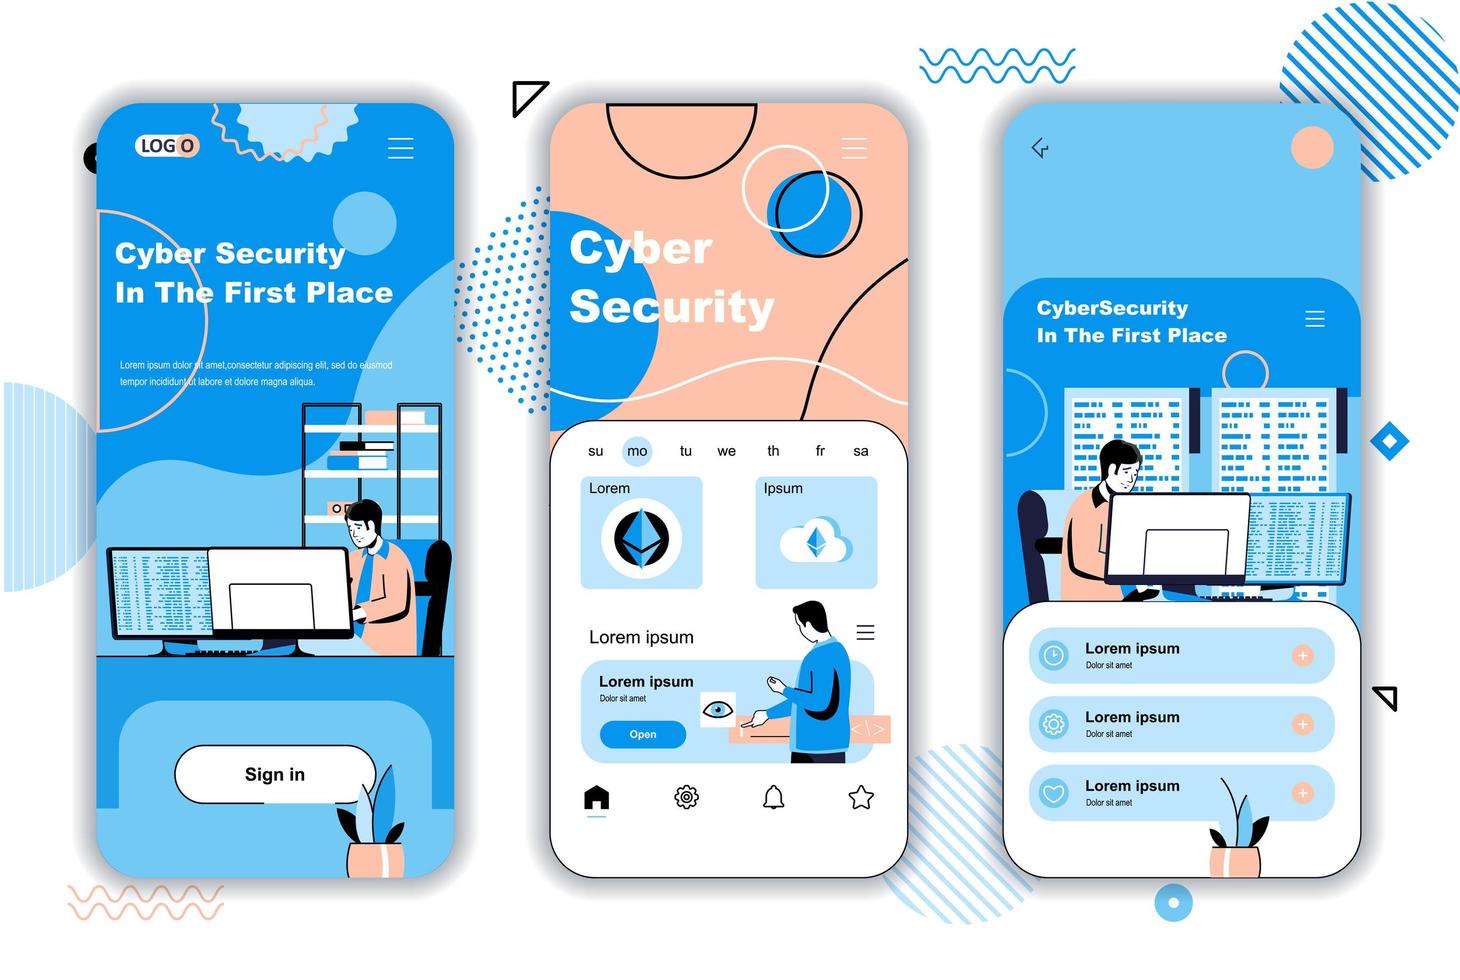 LOGO
Cyber Security
In The First Place
Lorem ipsum dolor sit amet,consectetur adipiscing elit, sed do eiusmod
tempor incididunt ut labore et dolore magna aliqua.
Sign in
Cyber
Security
su mo tu we th fr sa
Lorem
Ipsum
Lorem ipsum
Lorem ipsum
Dolor sit amet
Open
</>
CyberSecurity
In The First Place
Lorem ipsum
Dolor sit amet
Lorem ipsum
Dolor sit amet
Lorem ipsum
Dolor sit amet